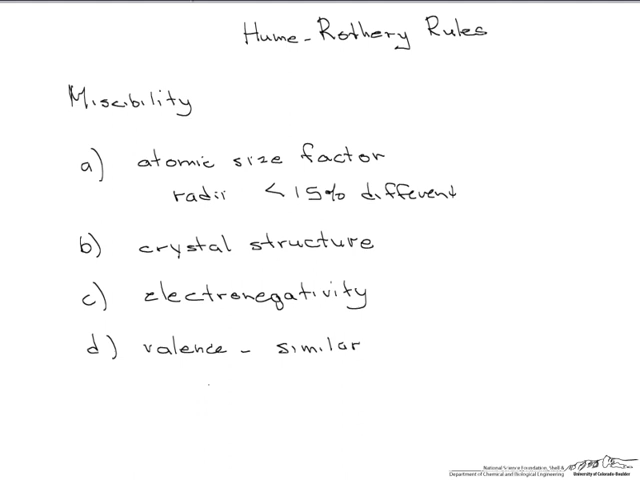 Hume-Rothery Rules
Miscibility
a) atomic size factor
radii < 15% different
b) crystal structure
c) electronegativity
d) valence - similar
National Science Foundation, Shell &
Department of Chemical and Biological Engineering
University of Colorado Boulder